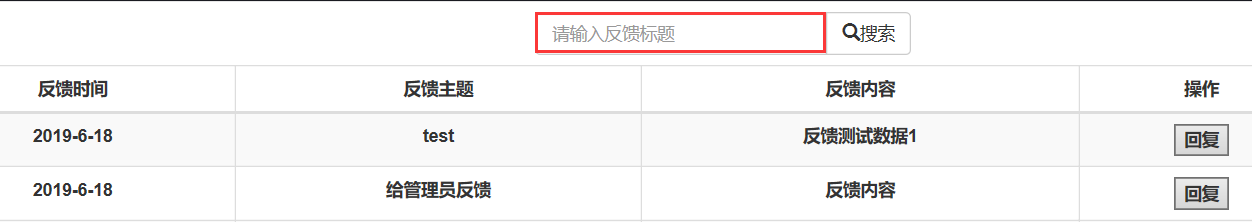 请输入反馈标题 搜索
反馈时间 反馈主题 反馈内容 操作
2019-6-18 test 反馈测试数据1 回复
2019-6-18 给管理员反馈 反馈内容 回复